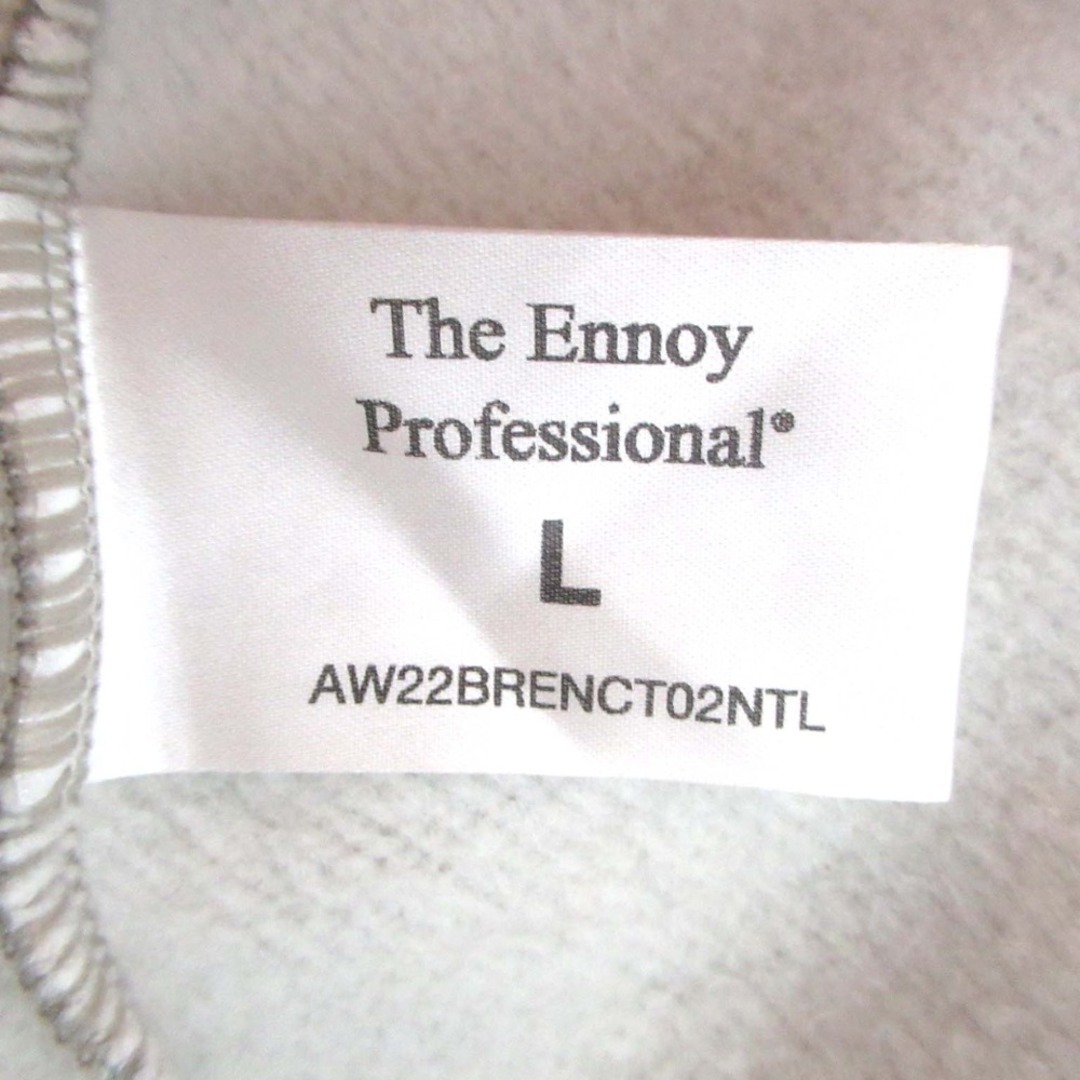 The Ennoy
Professional®
L
AW22BRENCT02NTL